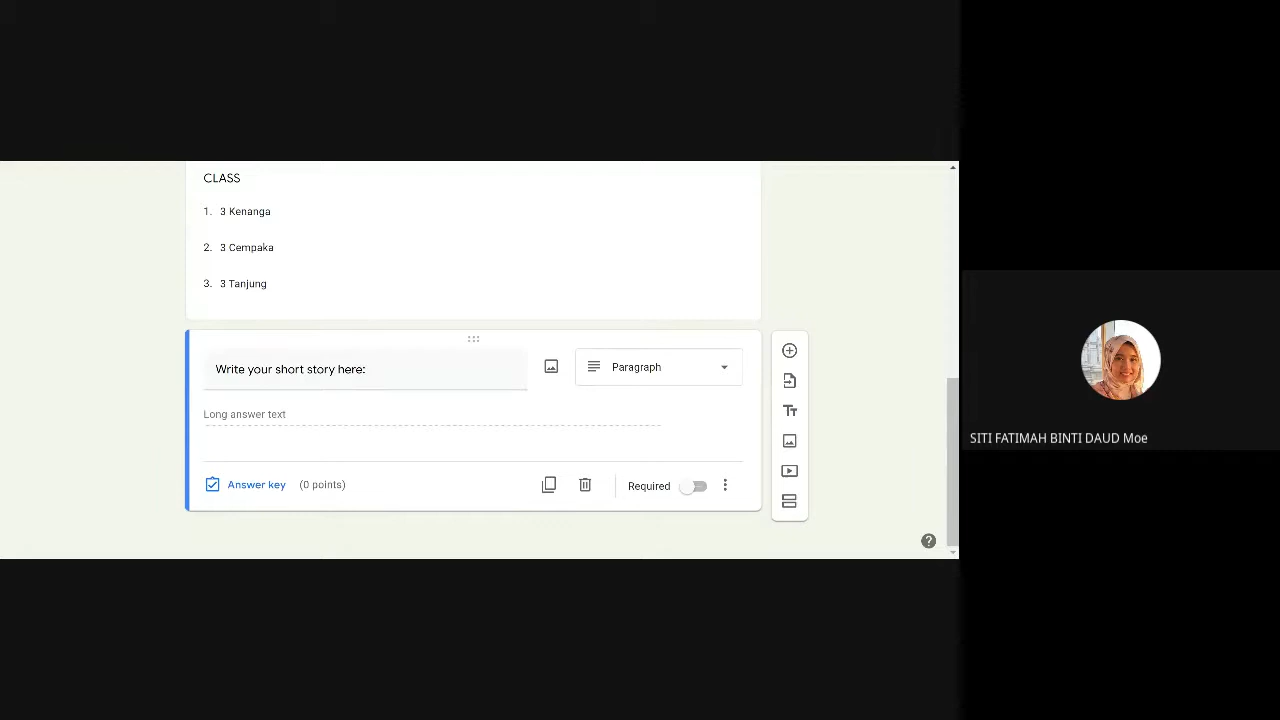 CLASS
1. 3 Kenanga
2. 3 Cempaka
3. 3 Tanjung
Write your short story here:
Paragraph
Long answer text
Answer key (0 points)
Required
SITI FATIMAH BINTI DAUD Moe